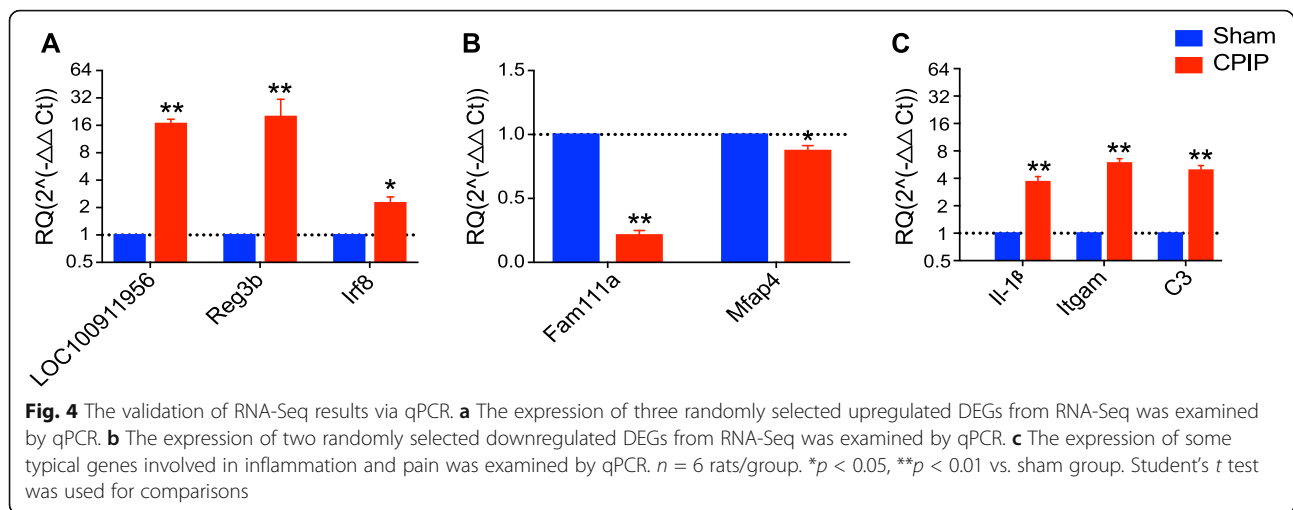 A
RQ(2^(-ΔΔ Ct))
64
32
16
8
4
2
1
0.5
**
**
*
LOC100911956
Reg3b
Irf8
B
RQ(2^(-ΔΔ Ct))
1.5
1.0
0.5
0.0
**
*
Fam111a
Mfap4
C
Sham
CPIP
RQ(2^(-ΔΔ Ct))
64
32
16
8
4
2
1
0.5
**
**
**
Il-1β
Itgam
C3
Fig. 4 The validation of RNA-Seq results via qPCR. a The expression of three randomly selected upregulated DEGs from RNA-Seq was examined
by qPCR. b The expression of two randomly selected downregulated DEGs from RNA-Seq was examined by qPCR. c The expression of some
typical genes involved in inflammation and pain was examined by qPCR. n = 6 rats/group. *p < 0.05, **p < 0.01 vs. sham group. Student's t test
was used for comparisons